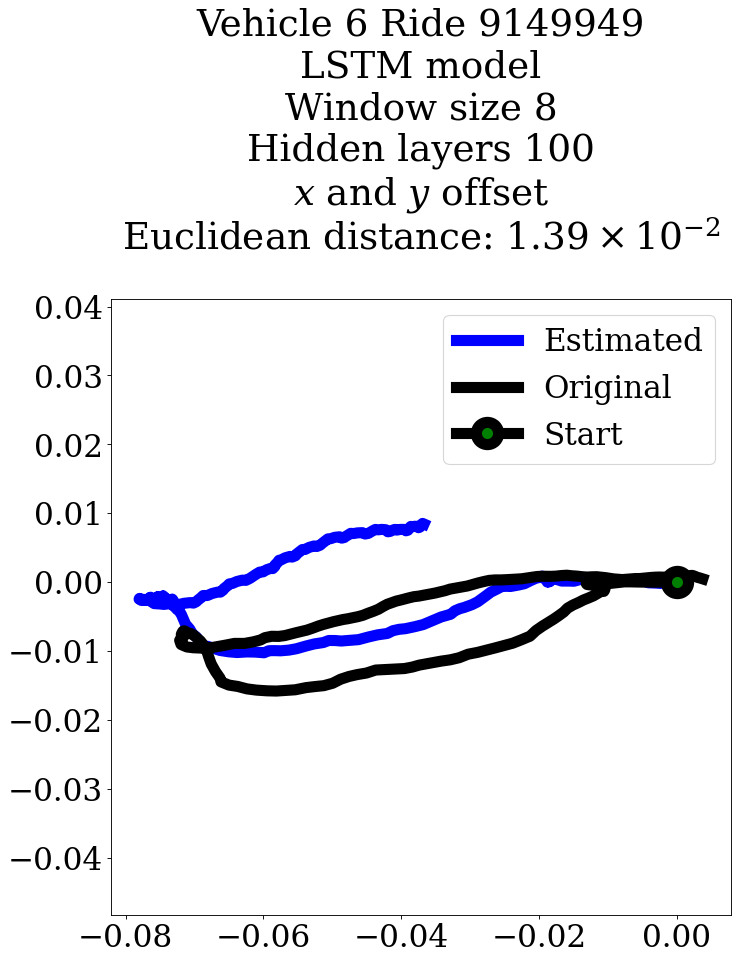 Vehicle 6 Ride 9149949
LSTM model
Window size 8
Hidden layers 100
x and y offset
Euclidean distance: 1.39 × 10⁻²
0.04
0.03
0.02
0.01
0.00
−0.01
−0.02
−0.03
−0.04
Estimated
Original
Start
−0.08 −0.06 −0.04 −0.02 0.00